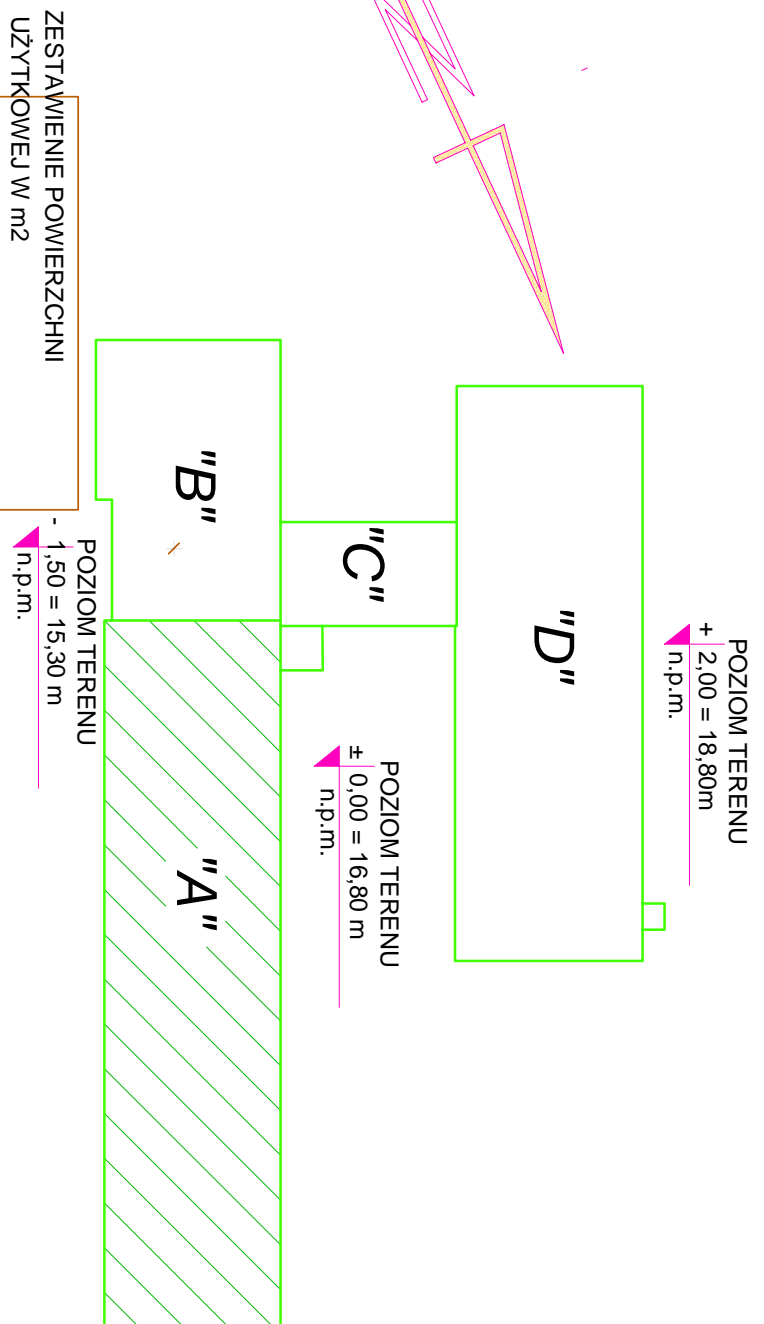 POZIOM TERENU
+ 2,00 = 18,80m
n.p.m.
"D"
POZIOM TERENU
± 0,00 = 16,80 m
n.p.m.
"C"
"B"
"A"
POZIOM TERENU
- 1,50 = 15,30 m
n.p.m.
ZESTAWIENIE POWIERZCHNI
UŻYTKOWEJ W m2
N